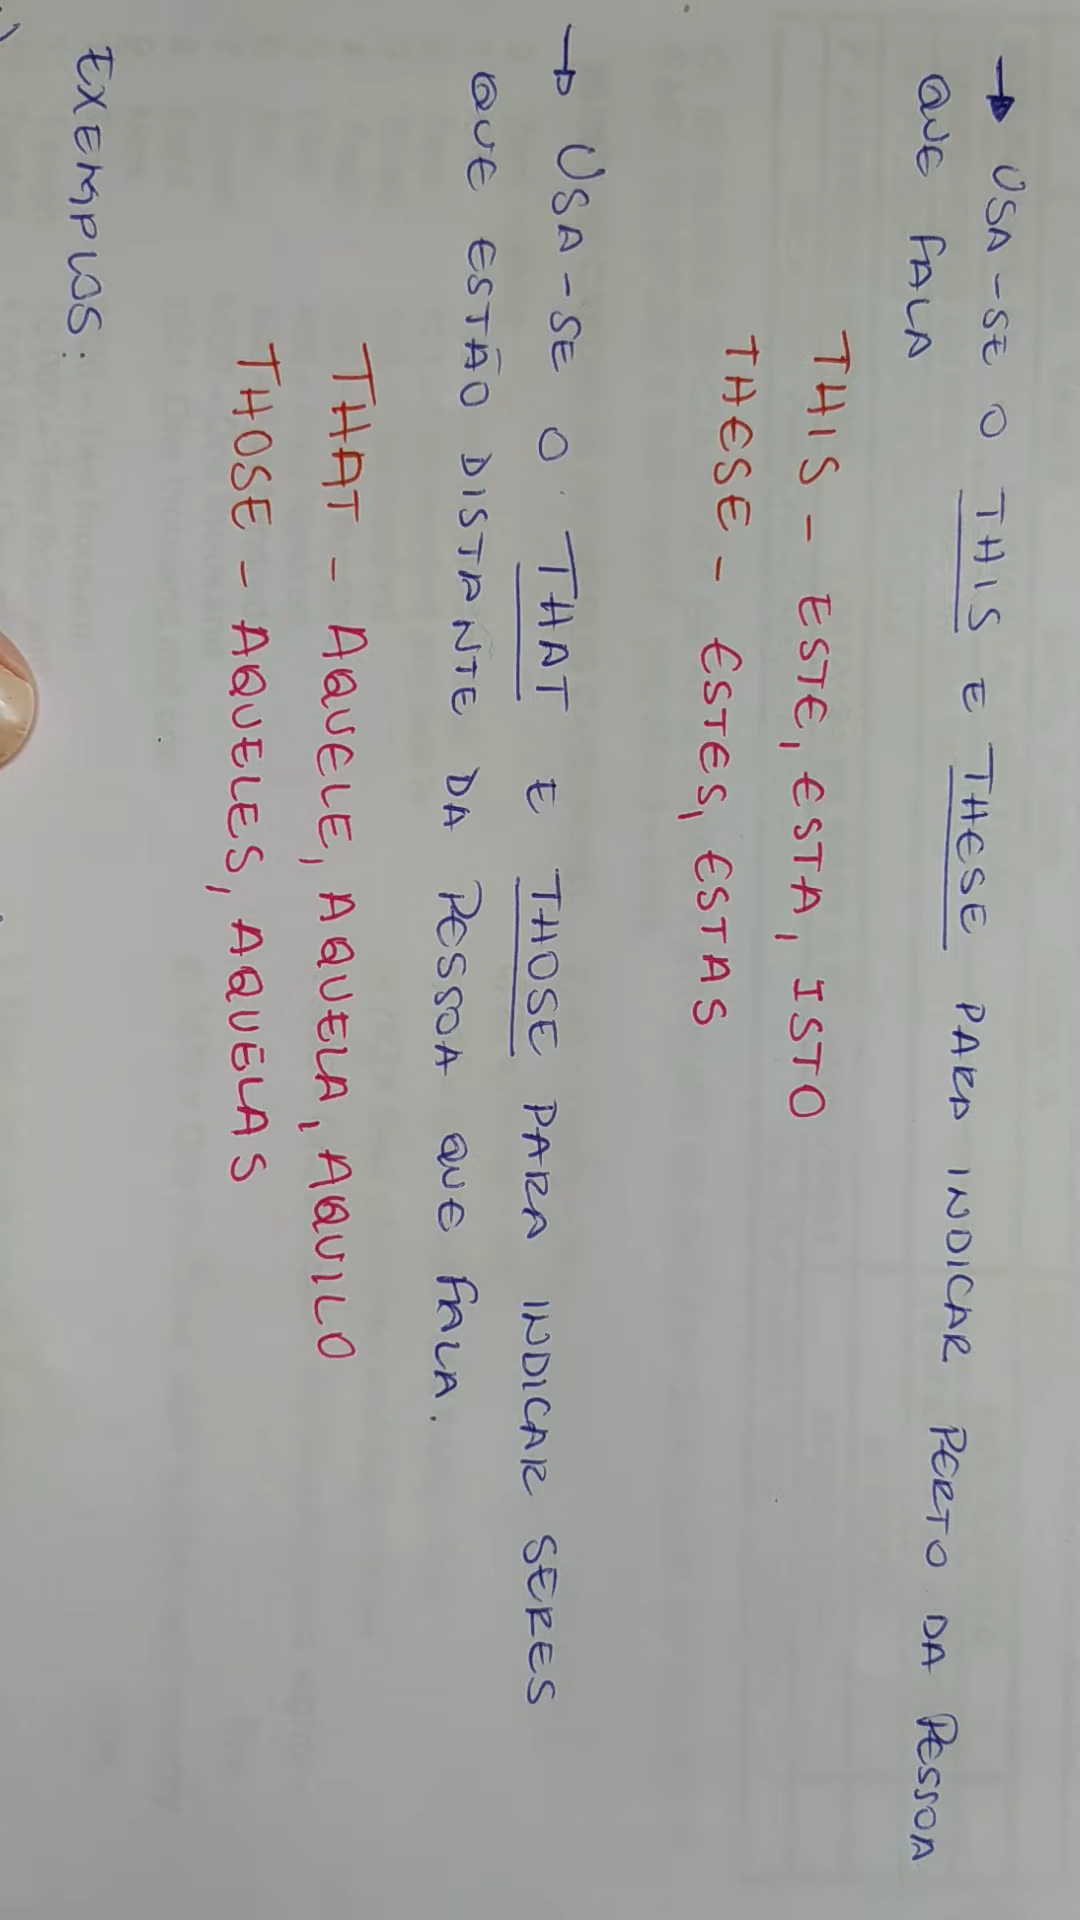 → USA-SE O THIS E THESE PARA INDICAR PERTO DA PESSOA
QUE FALA
THIS - ESTE, ESTA, ISTO
THESE - ESTES, ESTAS
→ USA-SE O THAT E THOSE PARA INDICAR SERES
QUE ESTÃO DISTANTE DA PESSOA QUE FALA.
THAT - AQUELE, AQUELA, AQUILO
THOSE - AQUELES, AQUELAS
EXEMPLOS: